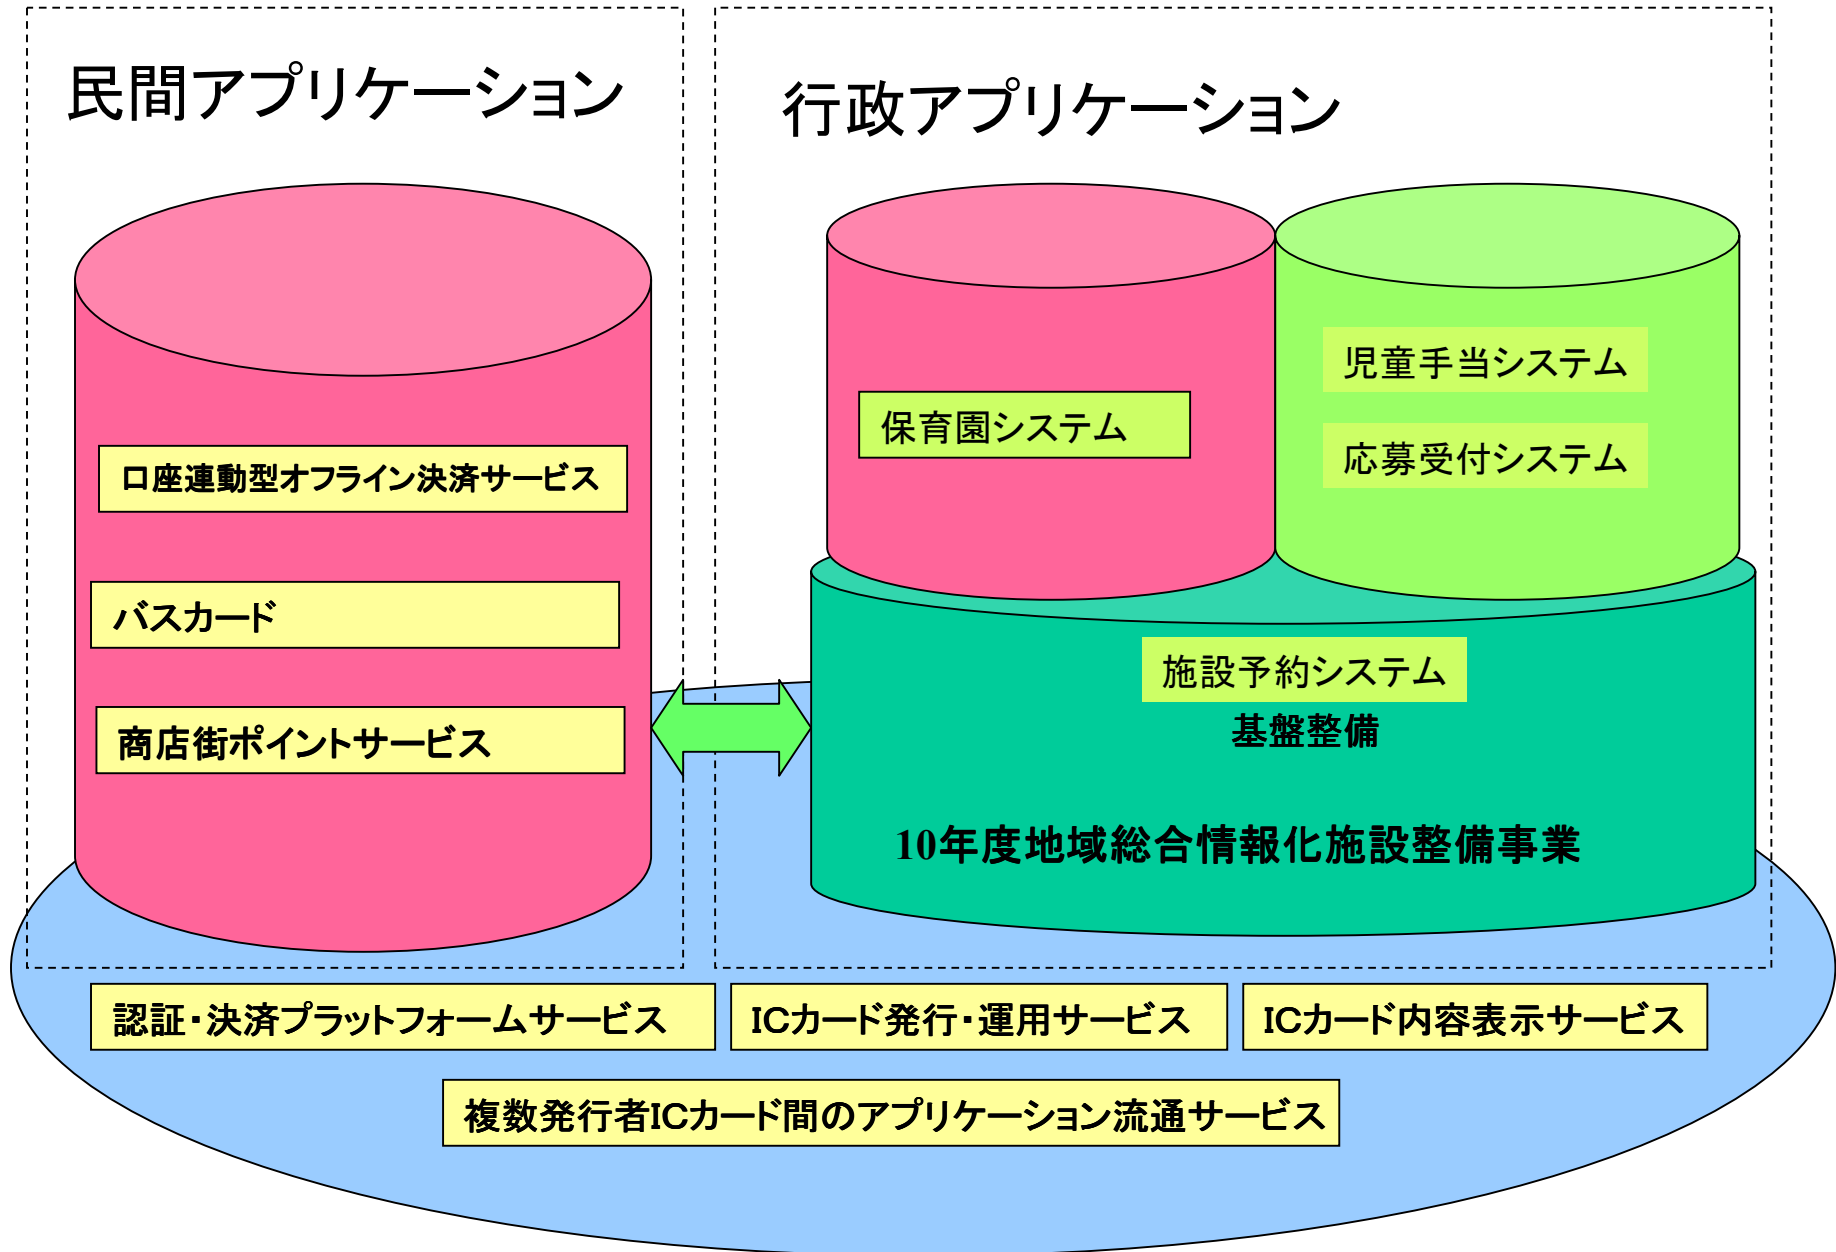 民間アプリケーション
行政アプリケーション
口座連動型オフライン決済サービス
バスカード
商店街ポイントサービス
保育園システム
児童手当システム
応募受付システム
施設予約システム
基盤整備
10年度地域総合情報化施設整備事業
認証・決済プラットフォームサービス
ICカード発行・運用サービス
ICカード内容表示サービス
複数発行者ICカード間のアプリケーション流通サービス